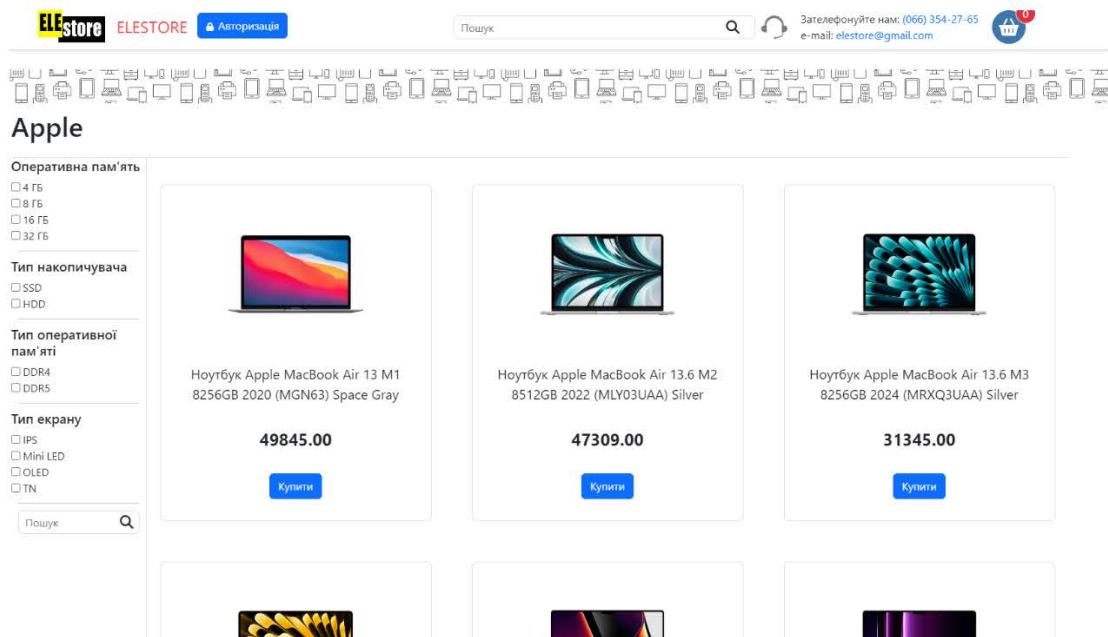 ELEstore
ELESTORE
Авторизація
Пошук
Зателефонуйте нам: (066) 354-27-65
e-mail: elestore@gmail.com
0
Apple
Оперативна пам'ять
4 ГБ
8 ГБ
16 ГБ
32 ГБ
Тип накопичувача
SSD
HDD
Тип оперативної
пам'яті
DDR4
DDR5
Тип екрану
IPS
Mini LED
OLED
TN
Пошук
Ноутбук Apple MacBook Air 13 M1
8256GB 2020 (MGN63) Space Gray
49845.00
Купити
Ноутбук Apple MacBook Air 13.6 M2
8512GB 2022 (MLY03UAA) Silver
47309.00
Купити
Ноутбук Apple MacBook Air 13.6 M3
8256GB 2024 (MRXQ3UAA) Silver
31345.00
Купити